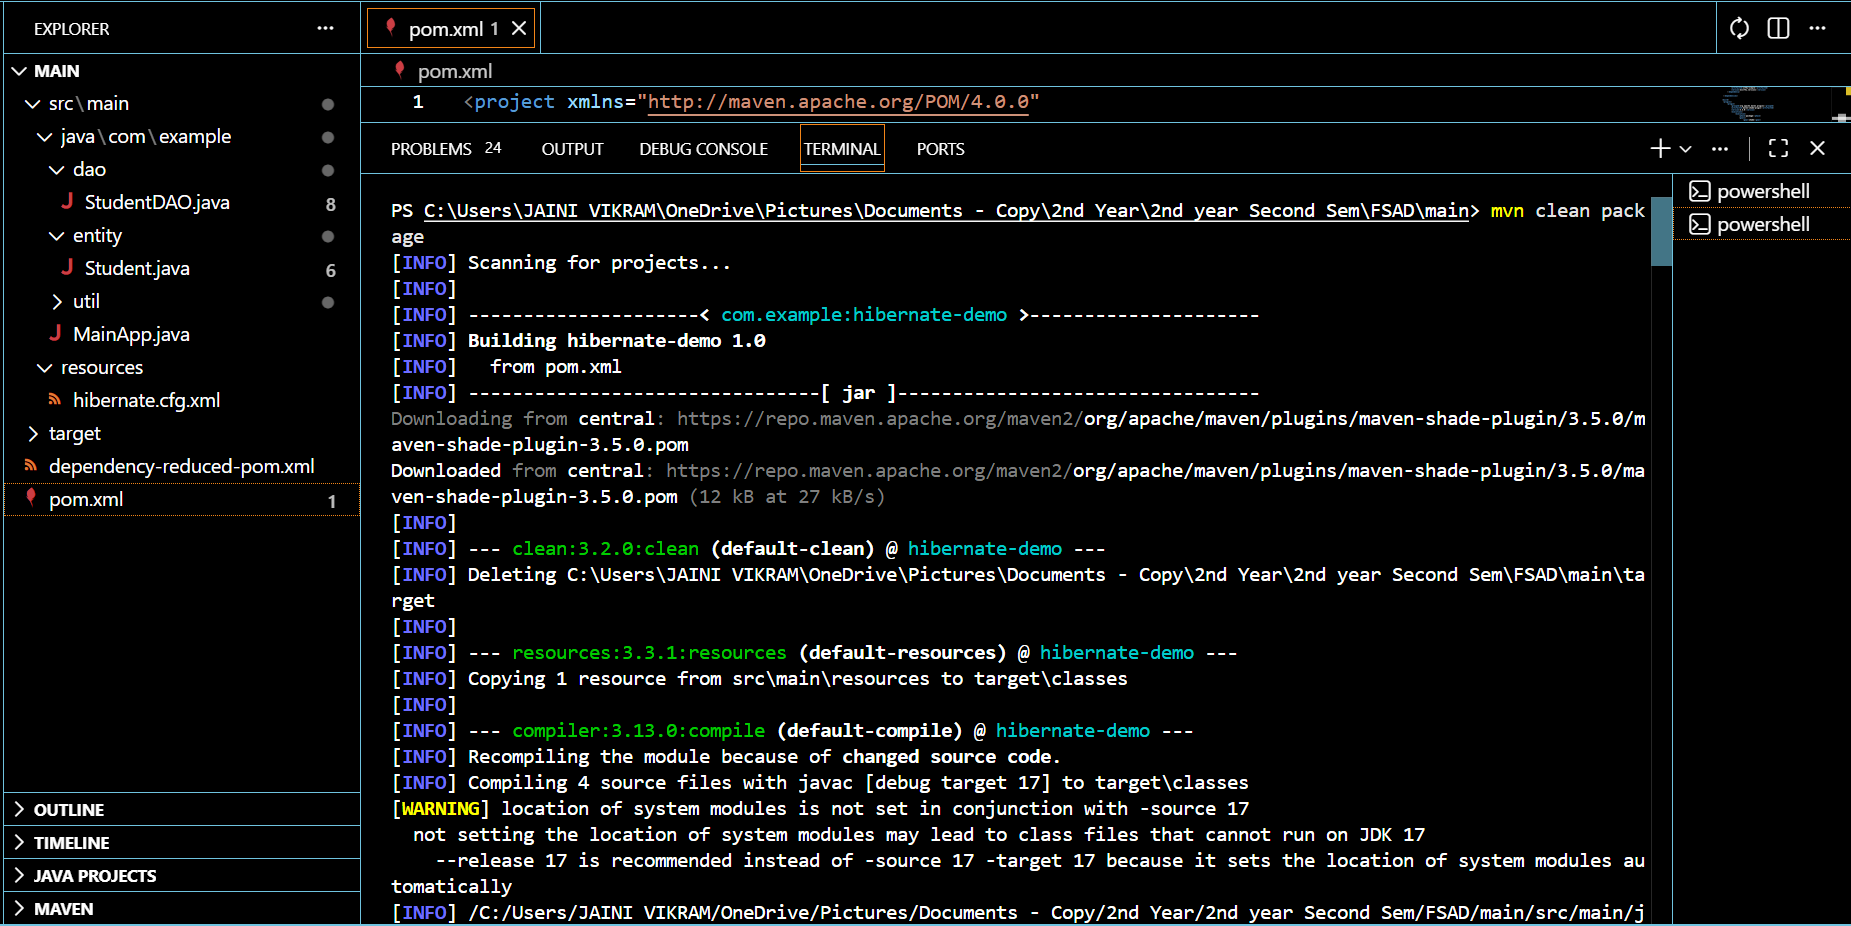 EXPLORER
MAIN
src\main
java\com\example
dao
StudentDAO.java 8
entity
Student.java 6
util
MainApp.java
resources
hibernate.cfg.xml
target
dependency-reduced-pom.xml
pom.xml 1
OUTLINE
TIMELINE
JAVA PROJECTS
MAVEN
pom.xml 1
pom.xml
1 <project xmlns="http://maven.apache.org/POM/4.0.0"
PROBLEMS 24 OUTPUT DEBUG CONSOLE TERMINAL PORTS
PS C:\Users\JAINI VIKRAM\OneDrive\Pictures\Documents - Copy\2nd Year\2nd year Second Sem\FSAD\main> mvn clean pack
age
[INFO] Scanning for projects...
[INFO]
[INFO] ---------------------< com.example:hibernate-demo >---------------------
[INFO] Building hibernate-demo 1.0
[INFO]   from pom.xml
[INFO] --------------------------------[ jar ]---------------------------------
Downloading from central: https://repo.maven.apache.org/maven2/org/apache/maven/plugins/maven-shade-plugin/3.5.0/m
aven-shade-plugin-3.5.0.pom
Downloaded from central: https://repo.maven.apache.org/maven2/org/apache/maven/plugins/maven-shade-plugin/3.5.0/ma
ven-shade-plugin-3.5.0.pom (12 kB at 27 kB/s)
[INFO]
[INFO] --- clean:3.2.0:clean (default-clean) @ hibernate-demo ---
[INFO] Deleting C:\Users\JAINI VIKRAM\OneDrive\Pictures\Documents - Copy\2nd Year\2nd year Second Sem\FSAD\main\ta
rget
[INFO]
[INFO] --- resources:3.3.1:resources (default-resources) @ hibernate-demo ---
[INFO] Copying 1 resource from src\main\resources to target\classes
[INFO]
[INFO] --- compiler:3.13.0:compile (default-compile) @ hibernate-demo ---
[INFO] Recompiling the module because of changed source code.
[INFO] Compiling 4 source files with javac [debug target 17] to target\classes
[WARNING] location of system modules is not set in conjunction with -source 17
  not setting the location of system modules may lead to class files that cannot run on JDK 17
    --release 17 is recommended instead of -source 17 -target 17 because it sets the location of system modules au
tomatically
[INFO] /C:/Users/JAINI VIKRAM/OneDrive/Pictures/Documents - Copy/2nd Year/2nd year Second Sem/FSAD/main/src/main/j
powershell
powershell